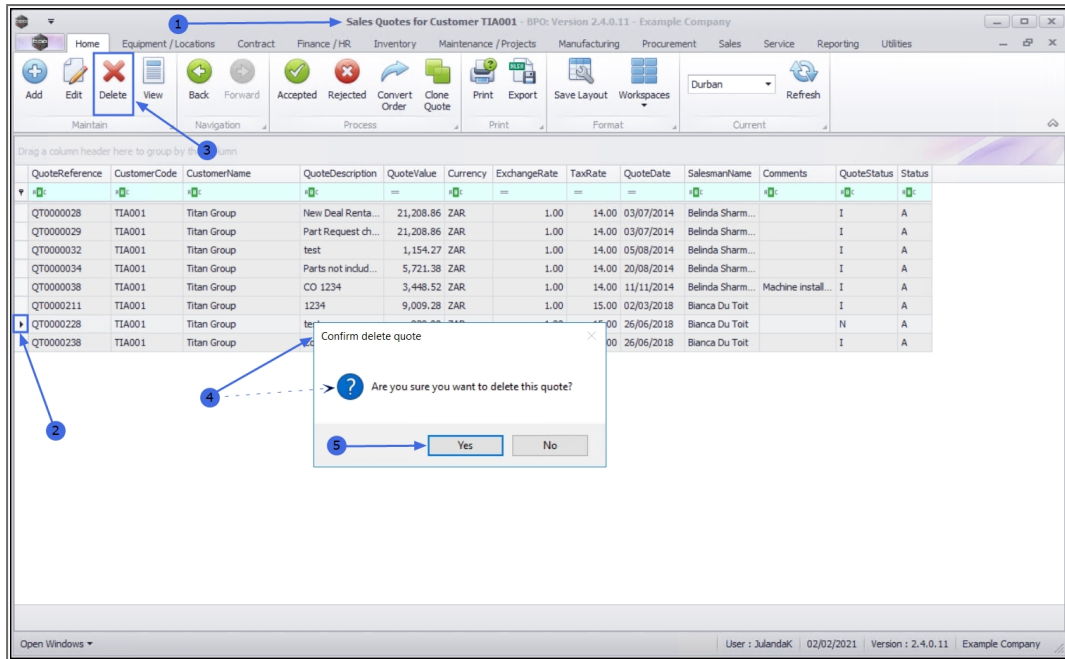 1
Sales Quotes for Customer TIA001 - BPO: Version 2.4.0.11 - Example Company
Home Equipment / Locations Contract Finance / HR Inventory Maintenance / Projects Manufacturing Procurement Sales Service Reporting Utilities
Add Edit Delete View Back Forward Accepted Rejected Convert Order Clone Quote Print Export Save Layout Workspaces Durban Refresh
Maintain Navigation Process Print Format Current
3
Drag a column header here to group by column
QuoteReference CustomerCode CustomerName QuoteDescription QuoteValue Currency ExchangeRate TaxRate QuoteDate SalesmanName Comments QuoteStatus Status
= = = =
QT0000028 TIA001 Titan Group New Deal Renta... 21,208.86 ZAR 1.00 14.00 03/07/2014 Belinda Sharm... I A
QT0000029 TIA001 Titan Group Part Request ch... 21,208.86 ZAR 1.00 14.00 03/07/2014 Belinda Sharm... I A
QT0000032 TIA001 Titan Group test 1,154.27 ZAR 1.00 14.00 05/08/2014 Belinda Sharm... I A
QT0000034 TIA001 Titan Group Parts not includ... 5,721.38 ZAR 1.00 14.00 20/08/2014 Belinda Sharm... I A
QT0000038 TIA001 Titan Group CO 1234 3,448.52 ZAR 1.00 14.00 11/11/2014 Belinda Sharm... Machine install... I A
QT0000211 TIA001 Titan Group 1234 9,009.28 ZAR 1.00 15.00 02/03/2018 Bianca Du Toit I A
QT0000228 TIA001 Titan Group 26/06/2018 Bianca Du Toit N A
QT0000238 TIA001 Titan Group 00 26/06/2018 Bianca Du Toit I A
Confirm delete quote
Are you sure you want to delete this quote?
4
2
5
Yes No
Open Windows User : JulandaK 02/02/2021 Version : 2.4.0.11 Example Company